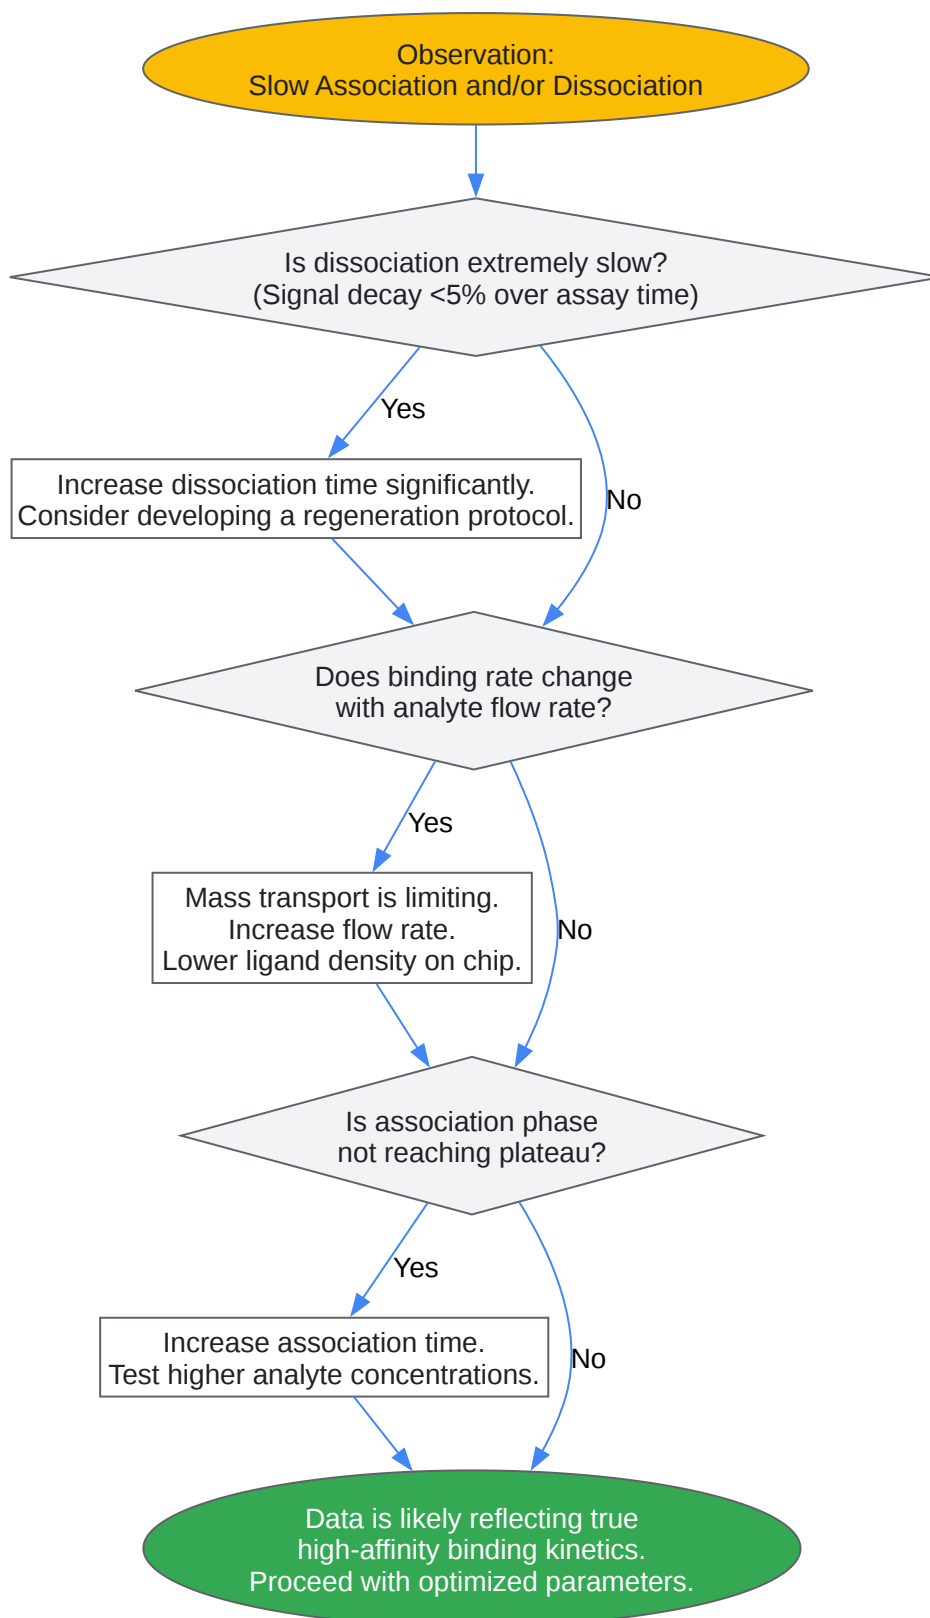 Observation:
Slow Association and/or Dissociation
Is dissociation extremely slow?
(Signal decay <5% over assay time)
Yes
Increase dissociation time significantly.
Consider developing a regeneration protocol.
No
Does binding rate change
with analyte flow rate?
Yes
Mass transport is limiting.
Increase flow rate.
Lower ligand density on chip.
No
Is association phase
not reaching plateau?
Yes
Increase association time.
Test higher analyte concentrations.
No
Data is likely reflecting true
high-affinity binding kinetics.
Proceed with optimized parameters.